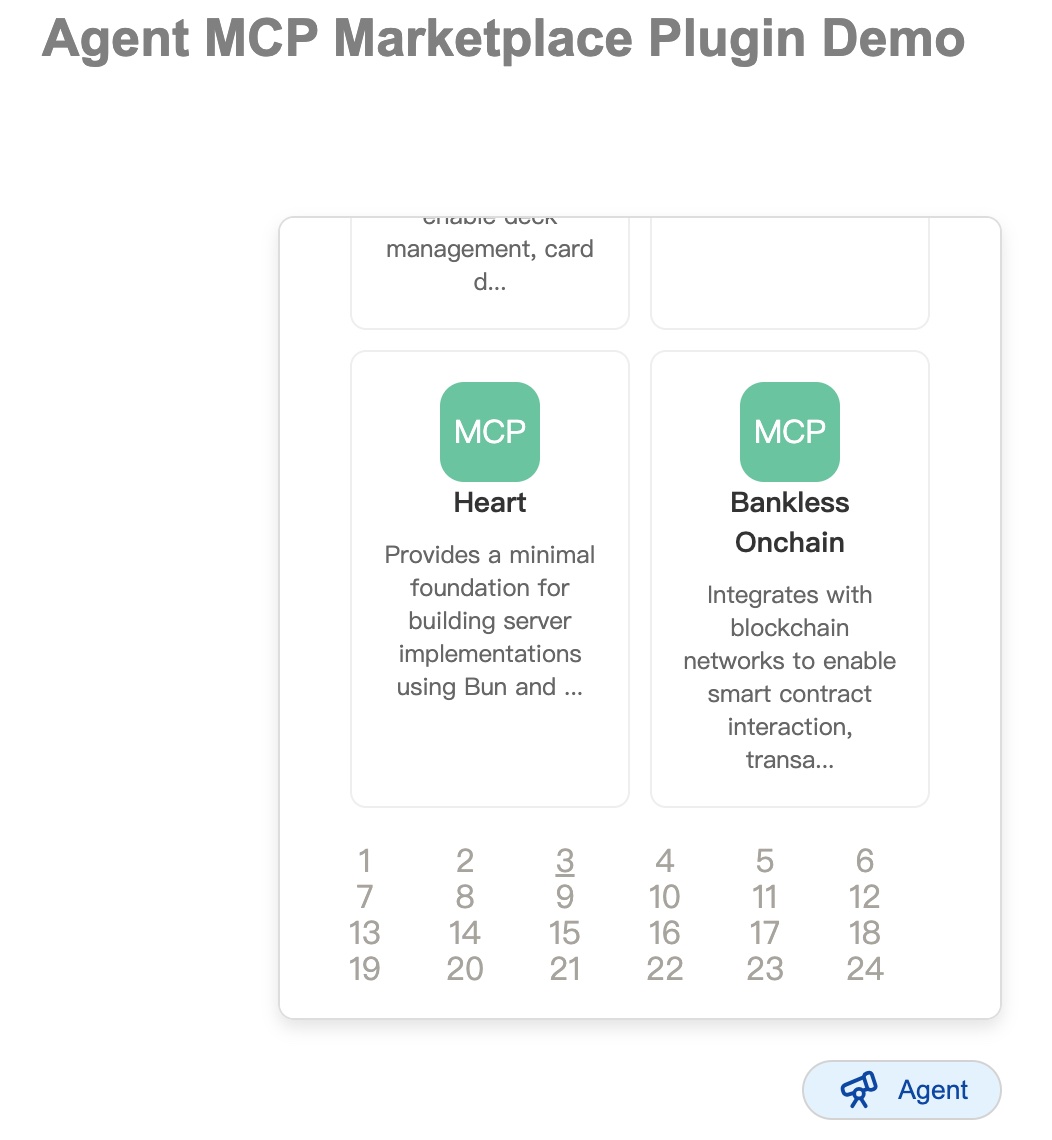 Agent MCP Marketplace Plugin Demo
enable deck
management, card
d...
MCP
Heart
Provides a minimal
foundation for
building server
implementations
using Bun and ...
MCP
Bankless
Onchain
Integrates with
blockchain
networks to enable
smart contract
interaction,
transa...
1 2 3 4 5 6
7 8 9 10 11 12
13 14 15 16 17 18
19 20 21 22 23 24
Agent